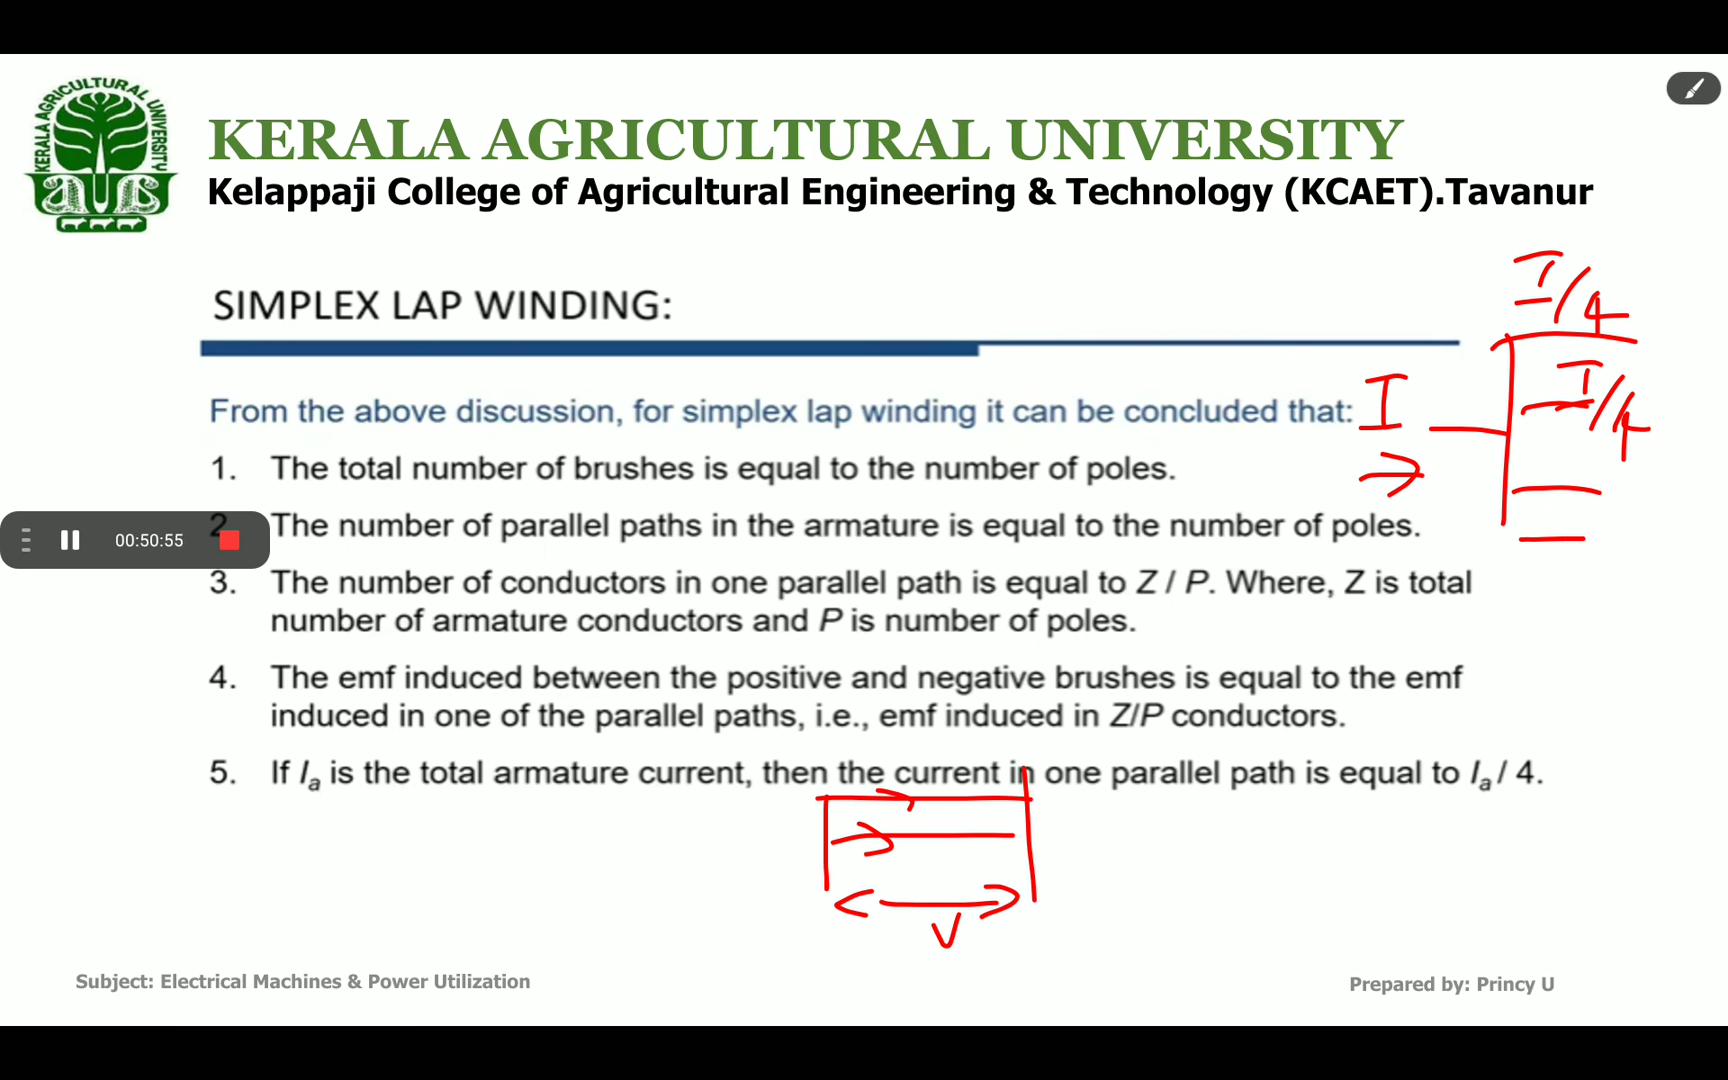 KERALA AGRICULTURAL UNIVERSITY
KERALA AGRICULTURAL UNIVERSITY
Kelappaji College of Agricultural Engineering & Technology (KCAET).Tavanur
SIMPLEX LAP WINDING:
I/4
I/4
I
From the above discussion, for simplex lap winding it can be concluded that:
1. The total number of brushes is equal to the number of poles.
2. The number of parallel paths in the armature is equal to the number of poles.
00:50:55
3. The number of conductors in one parallel path is equal to Z / P. Where, Z is total
number of armature conductors and P is number of poles.
4. The emf induced between the positive and negative brushes is equal to the emf
induced in one of the parallel paths, i.e., emf induced in Z/P conductors.
5. If Ia is the total armature current, then the current in one parallel path is equal to Ia / 4.
V
Subject: Electrical Machines & Power Utilization
Prepared by: Princy U